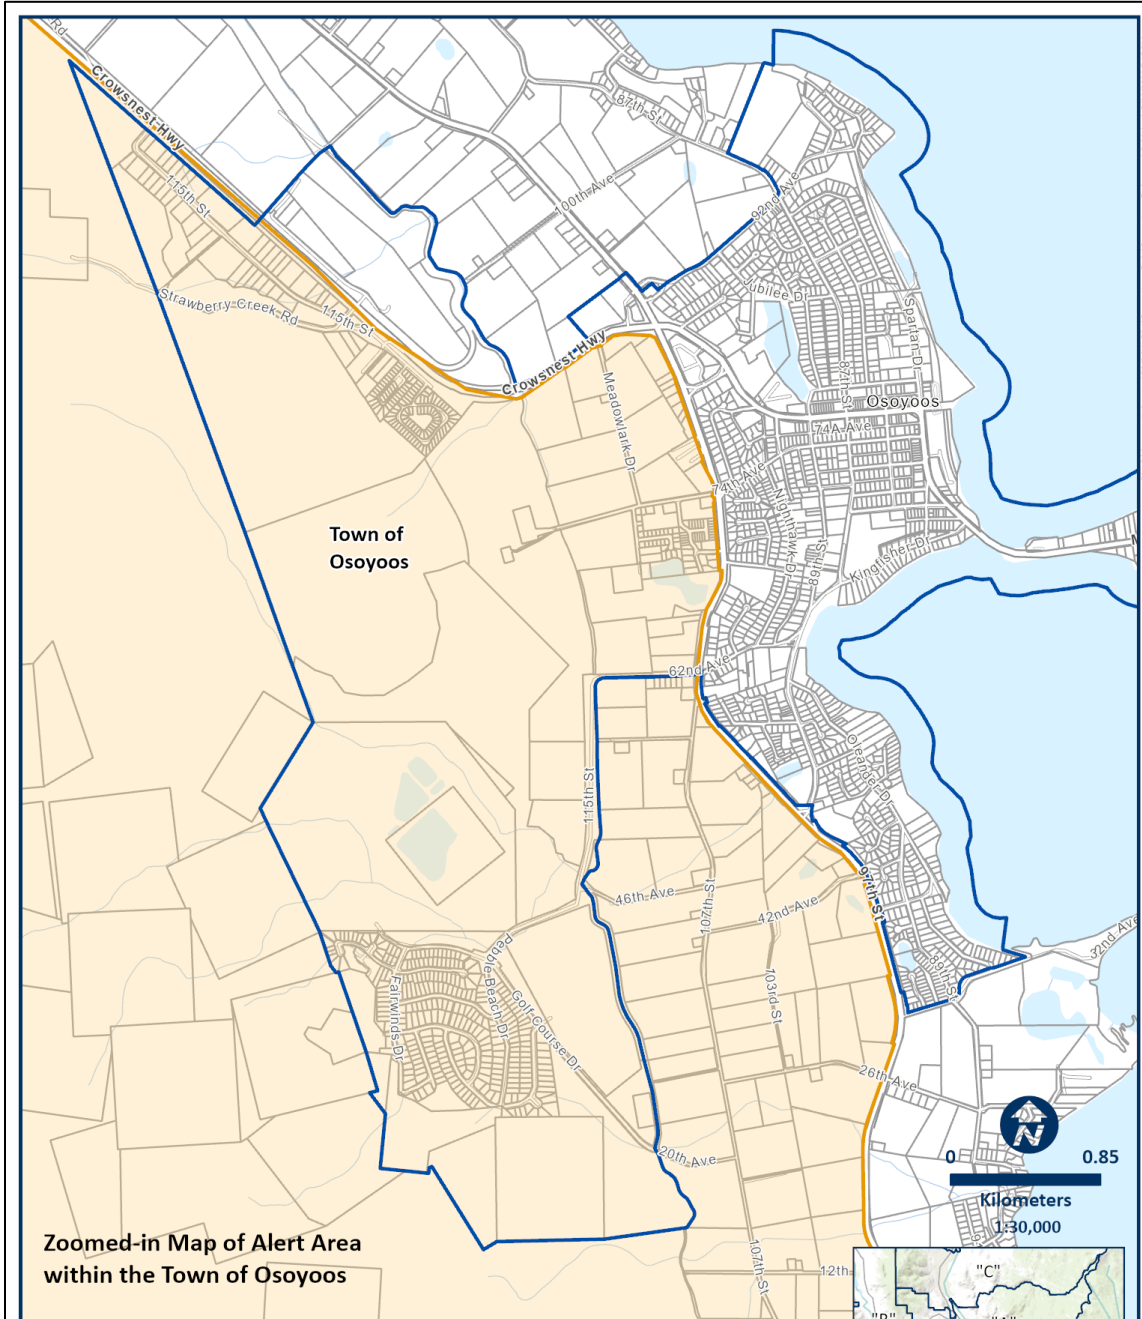 Rd
Crowsnest Hwy
87th St
115th St
100th Ave
92nd Ave
Strawberry Creek Rd
115th St
Jubilee Dr
Spartan Dr
Crowsnest Hwy
Meadowlark Dr
87th St
Osoyoos
74A Ave
74th Ave
Nighthawk Dr
Town of
Osoyoos
89th St
Kingfisher Dr
M
62nd Ave
Oleander Dr
115th St
46th Ave
107th St
42nd Ave
97th St
32nd Ave
Pebble Beach Dr
89th St
Fairwinds Dr
Golf Course Dr
103rd St
26th Ave
N
20th Ave
0
0.85
Kilometers
1:30,000
107th St
12th
Zoomed-in Map of Alert Area
within the Town of Osoyoos
"C"
"B"
"A"